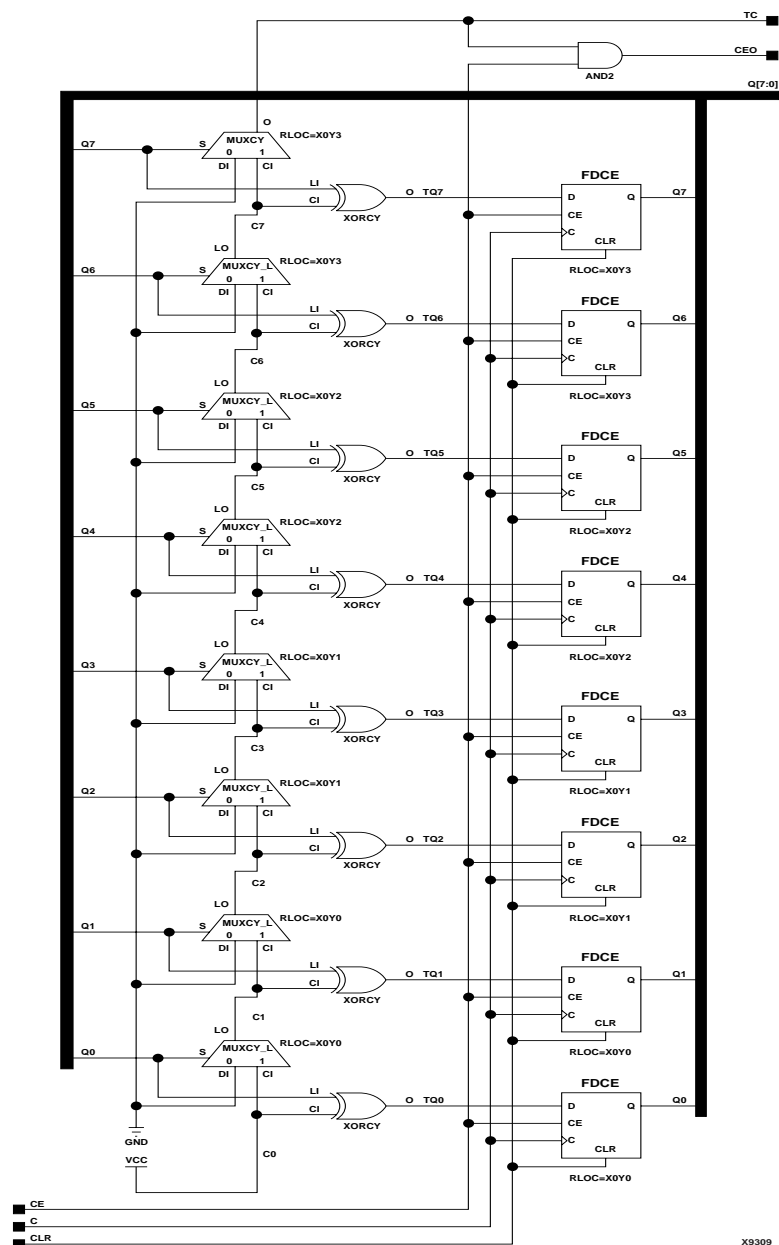 TC
CEO
AND2
Q[7:0]
O
Q7 S MUXCY RLOC=X0Y3
0 1
DI CI
FDCE
LI
CI
XORCY
O TQ7
D Q Q7
CE
C
CLR
RLOC=X0Y3
C7
LO
Q6 S MUXCY_L RLOC=X0Y3
0 1
DI CI
FDCE
LI
CI
XORCY
O TQ6
D Q Q6
CE
C
CLR
RLOC=X0Y3
C6
LO
Q5 S MUXCY_L RLOC=X0Y2
0 1
DI CI
FDCE
LI
CI
XORCY
O TQ5
D Q Q5
CE
C
CLR
RLOC=X0Y2
C5
LO
Q4 S MUXCY_L RLOC=X0Y2
0 1
DI CI
FDCE
LI
CI
XORCY
O TQ4
D Q Q4
CE
C
CLR
RLOC=X0Y2
C4
LO
Q3 S MUXCY_L RLOC=X0Y1
0 1
DI CI
FDCE
LI
CI
XORCY
O TQ3
D Q Q3
CE
C
CLR
RLOC=X0Y1
C3
LO
Q2 S MUXCY_L RLOC=X0Y1
0 1
DI CI
FDCE
LI
CI
XORCY
O TQ2
D Q Q2
CE
C
CLR
RLOC=X0Y1
C2
LO
Q1 S MUXCY_L RLOC=X0Y0
0 1
DI CI
FDCE
LI
CI
XORCY
O TQ1
D Q Q1
CE
C
CLR
RLOC=X0Y0
C1
LO
Q0 S MUXCY_L RLOC=X0Y0
0 1
DI CI
FDCE
LI
CI
XORCY
O TQ0
D Q Q0
CE
C
CLR
RLOC=X0Y0
GND
C0
VCC
CE
C
CLR
X9309